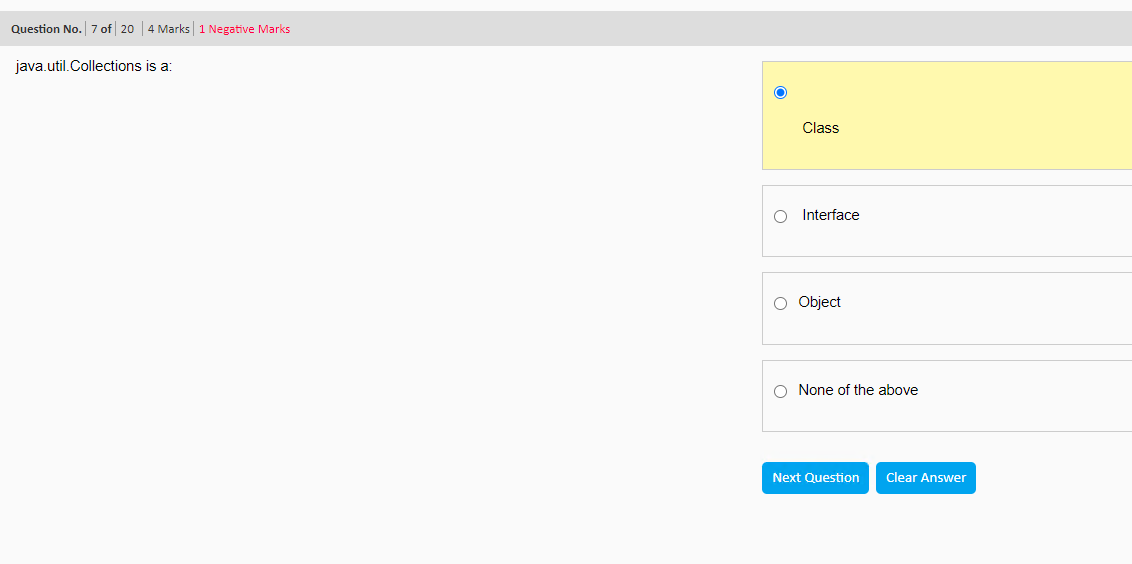 Question No. 7 of 20 4 Marks 1 Negative Marks
java.util.Collections is a:
Class
Interface
Object
None of the above
Next Question Clear Answer